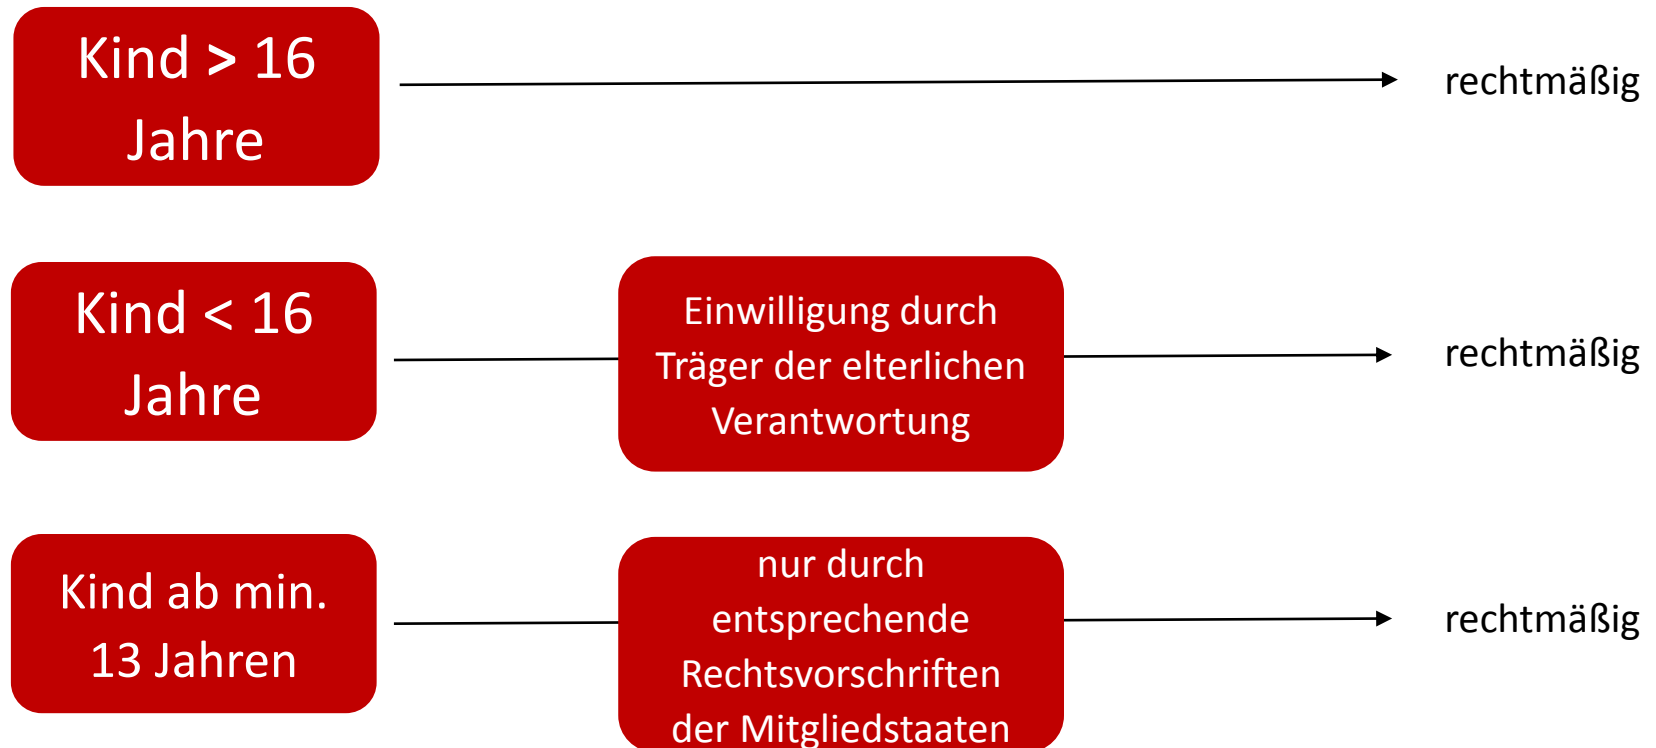 Kind > 16
Jahre
rechtmäßig
Kind < 16
Jahre
Einwilligung durch
Träger der elterlichen
Verantwortung
rechtmäßig
Kind ab min.
13 Jahren
nur durch
entsprechende
Rechtsvorschriften
der Mitgliedstaaten
rechtmäßig